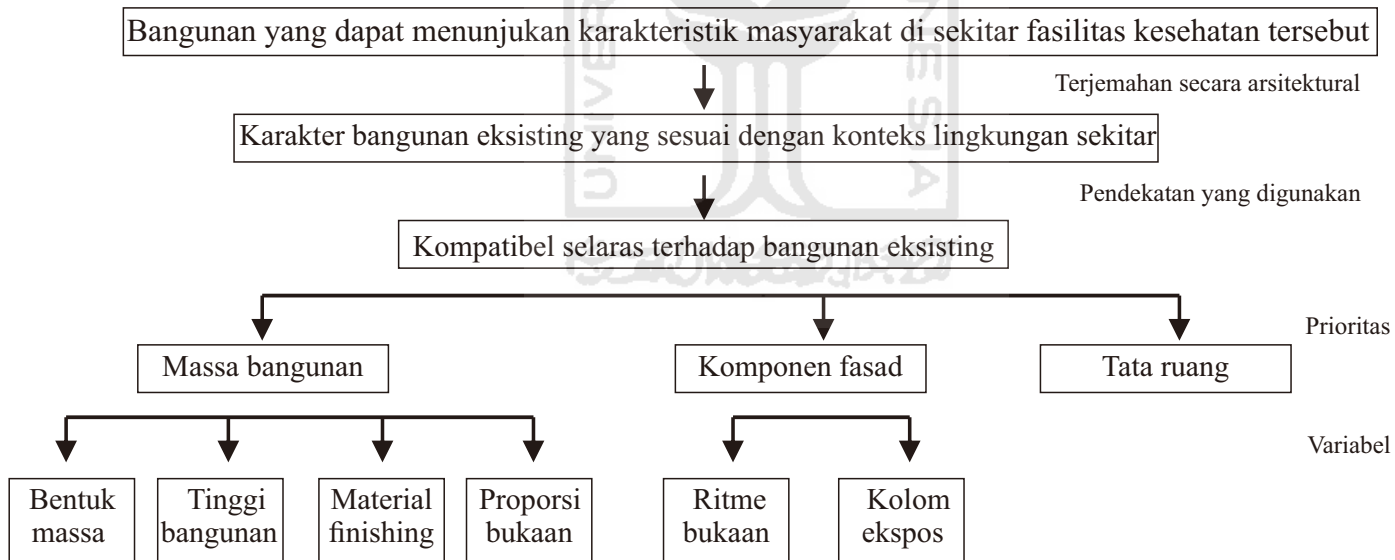 Bangunan yang dapat menunjukan karakteristik masyarakat di sekitar fasilitas kesehatan tersebut
Terjemahan secara arsitektural
Karakter bangunan eksisting yang sesuai dengan konteks lingkungan sekitar
Pendekatan yang digunakan
Kompatibel selaras terhadap bangunan eksisting
Prioritas
Massa bangunan
Komponen fasad
Tata ruang
Variabel
Bentuk
massa
Tinggi
bangunan
Material
finishing
Proporsi
bukaan
Ritme
bukaan
Kolom
ekspos